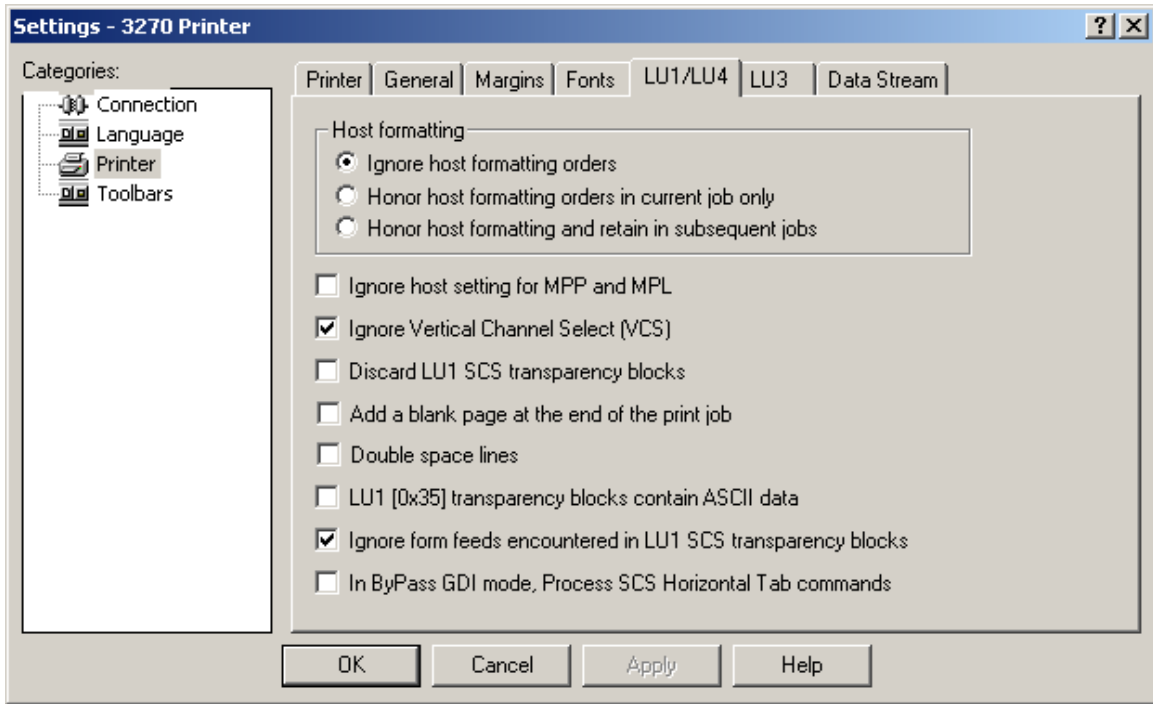 Settings - 3270 Printer
Categories:
Connection
Language
Printer
Toolbars
Printer General Margins Fonts LU1/LU4 LU3 Data Stream
Host formatting
Ignore host formatting orders
Honor host formatting orders in current job only
Honor host formatting and retain in subsequent jobs
Ignore host setting for MPP and MPL
Ignore Vertical Channel Select (VCS)
Discard LU1 SCS transparency blocks
Add a blank page at the end of the print job
Double space lines
LU1 [0x35] transparency blocks contain ASCII data
Ignore form feeds encountered in LU1 SCS transparency blocks
In ByPass GDI mode, Process SCS Horizontal Tab commands
OK Cancel Apply Help